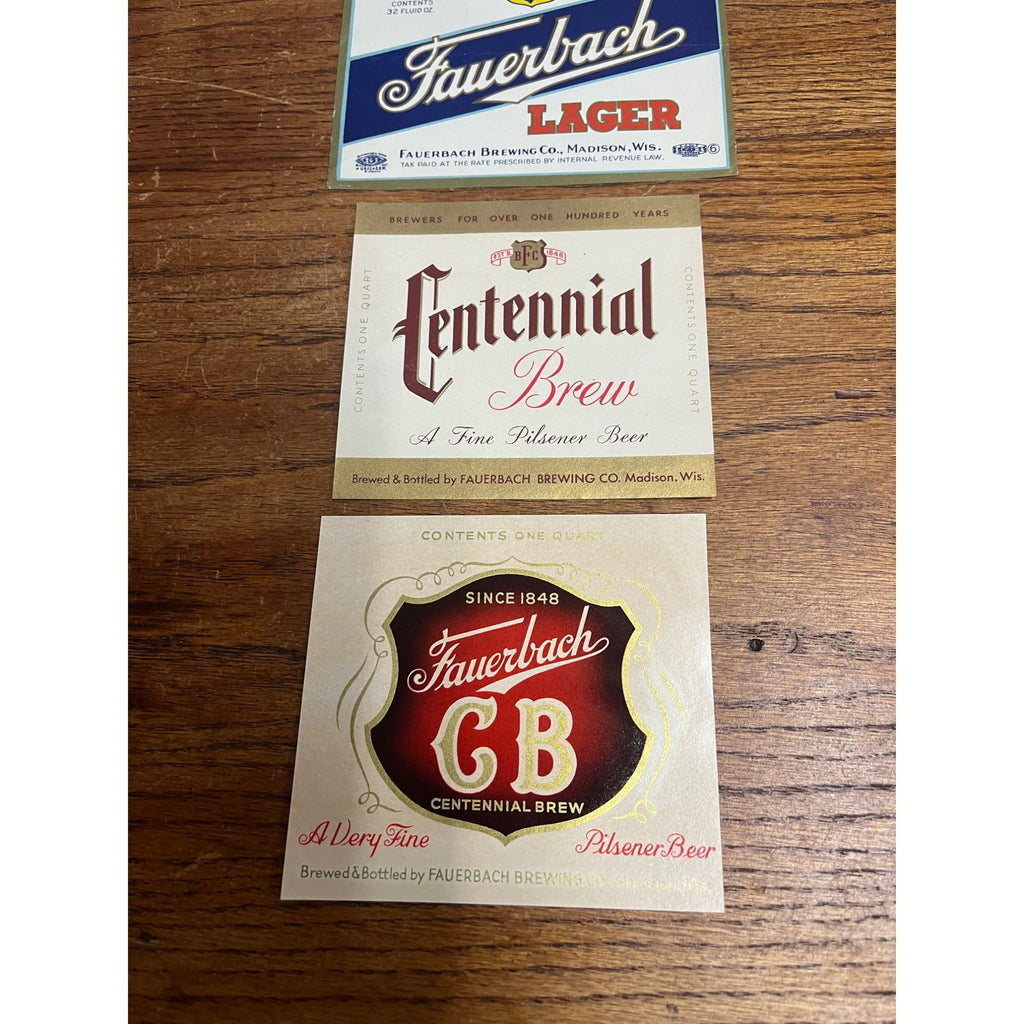 CONTENTS
32 FLUID OZ.
Fauerbach
LAGER
FAUERBACH BREWING CO., MADISON, WIS.
TAX PAID AT THE RATE PRESCRIBED BY INTERNAL REVENUE LAW.
6
BREWERS FOR OVER ONE HUNDRED YEARS
EST'D BFC 1848
CONTENTS ONE QUART
CONTENTS ONE QUART
Centennial
Brew
A Fine Pilsener Beer
Brewed & Bottled by FAUERBACH BREWING CO. Madison, Wis.
CONTENTS ONE QUART
SINCE 1848
Fauerbach
CB
CENTENNIAL BREW
A Very Fine Pilsener Beer
Brewed & Bottled by FAUERBACH BREWING CO